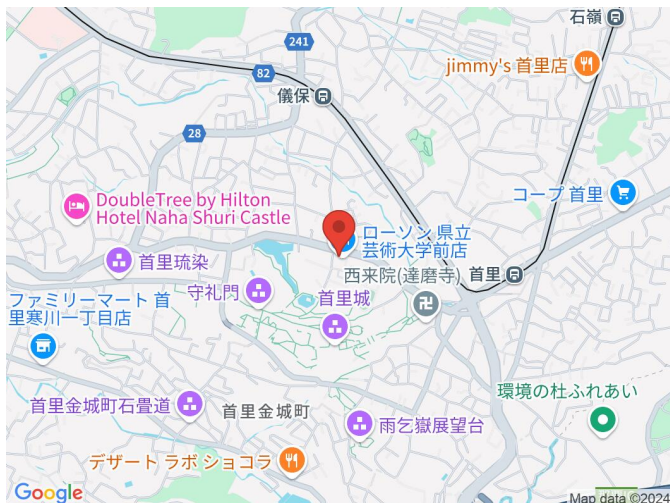 石嶺
241
jimmy's 首里店
82
儀保
28
DoubleTree by Hilton
Hotel Naha Shuri Castle
コープ 首里
ローソン 県立
芸術大学前店
首里琉染
首里
西来院(達磨寺)
守礼門
首里城
ファミリーマート 首
里寒川一丁目店
環境の杜ふれあい
首里金城町石畳道
首里金城町
雨乞嶽展望台
デザート ラボ ショコラ
Google
Map data ©2024